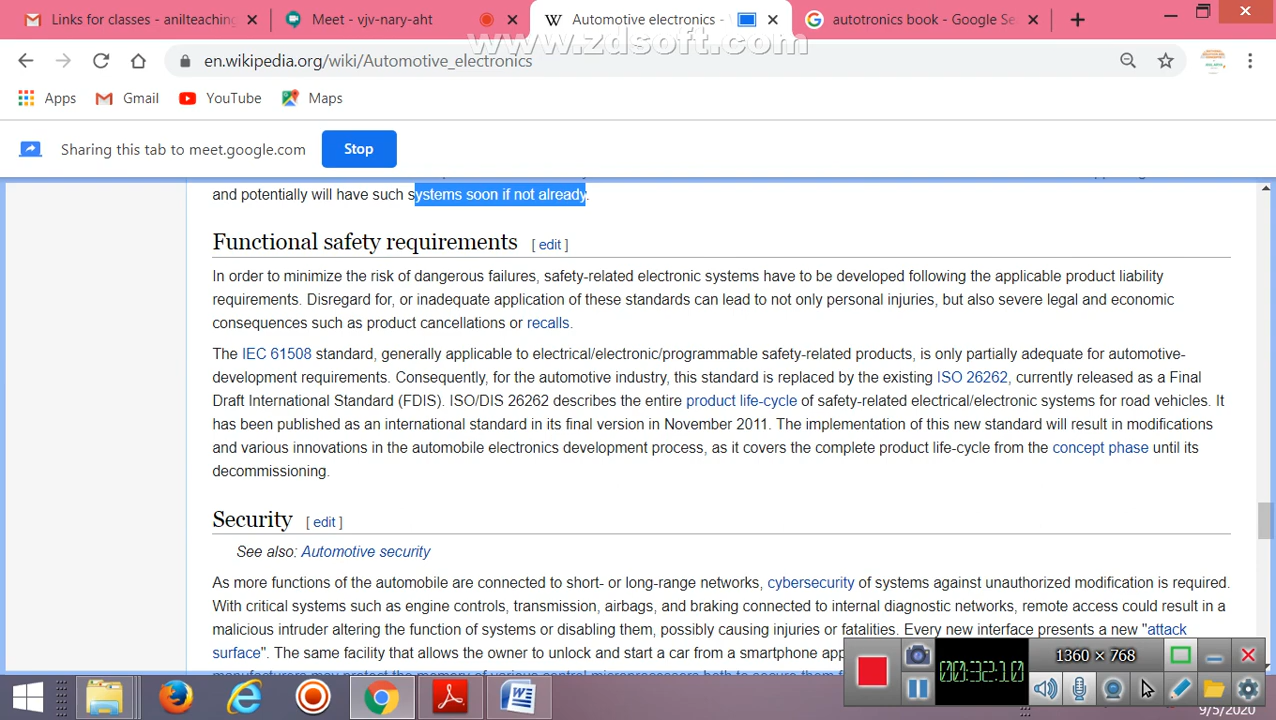 Links for classes - anilteaching
Meet - vjv-nary-aht
Automotive electronics -
autotronics book - Google Se
www.zdsoft.com
en.wikipedia.org/wiki/Automotive_electronics
Apps
Gmail
YouTube
Maps
Sharing this tab to meet.google.com
Stop
and potentially will have such systems soon if not already.
Functional safety requirements [ edit ]
In order to minimize the risk of dangerous failures, safety-related electronic systems have to be developed following the applicable product liability
requirements. Disregard for, or inadequate application of these standards can lead to not only personal injuries, but also severe legal and economic
consequences such as product cancellations or recalls.
The IEC 61508 standard, generally applicable to electrical/electronic/programmable safety-related products, is only partially adequate for automotive-
development requirements. Consequently, for the automotive industry, this standard is replaced by the existing ISO 26262, currently released as a Final
Draft International Standard (FDIS). ISO/DIS 26262 describes the entire product life-cycle of safety-related electrical/electronic systems for road vehicles. It
has been published as an international standard in its final version in November 2011. The implementation of this new standard will result in modifications
and various innovations in the automobile electronics development process, as it covers the complete product life-cycle from the concept phase until its
decommissioning.
Security [ edit ]
See also: Automotive security
As more functions of the automobile are connected to short- or long-range networks, cybersecurity of systems against unauthorized modification is required.
With critical systems such as engine controls, transmission, airbags, and braking connected to internal diagnostic networks, remote access could result in a
malicious intruder altering the function of systems or disabling them, possibly causing injuries or fatalities. Every new interface presents a new "attack
surface". The same facility that allows the owner to unlock and start a car from a smartphone app
1360 × 768
00:32:10
9/5/2020